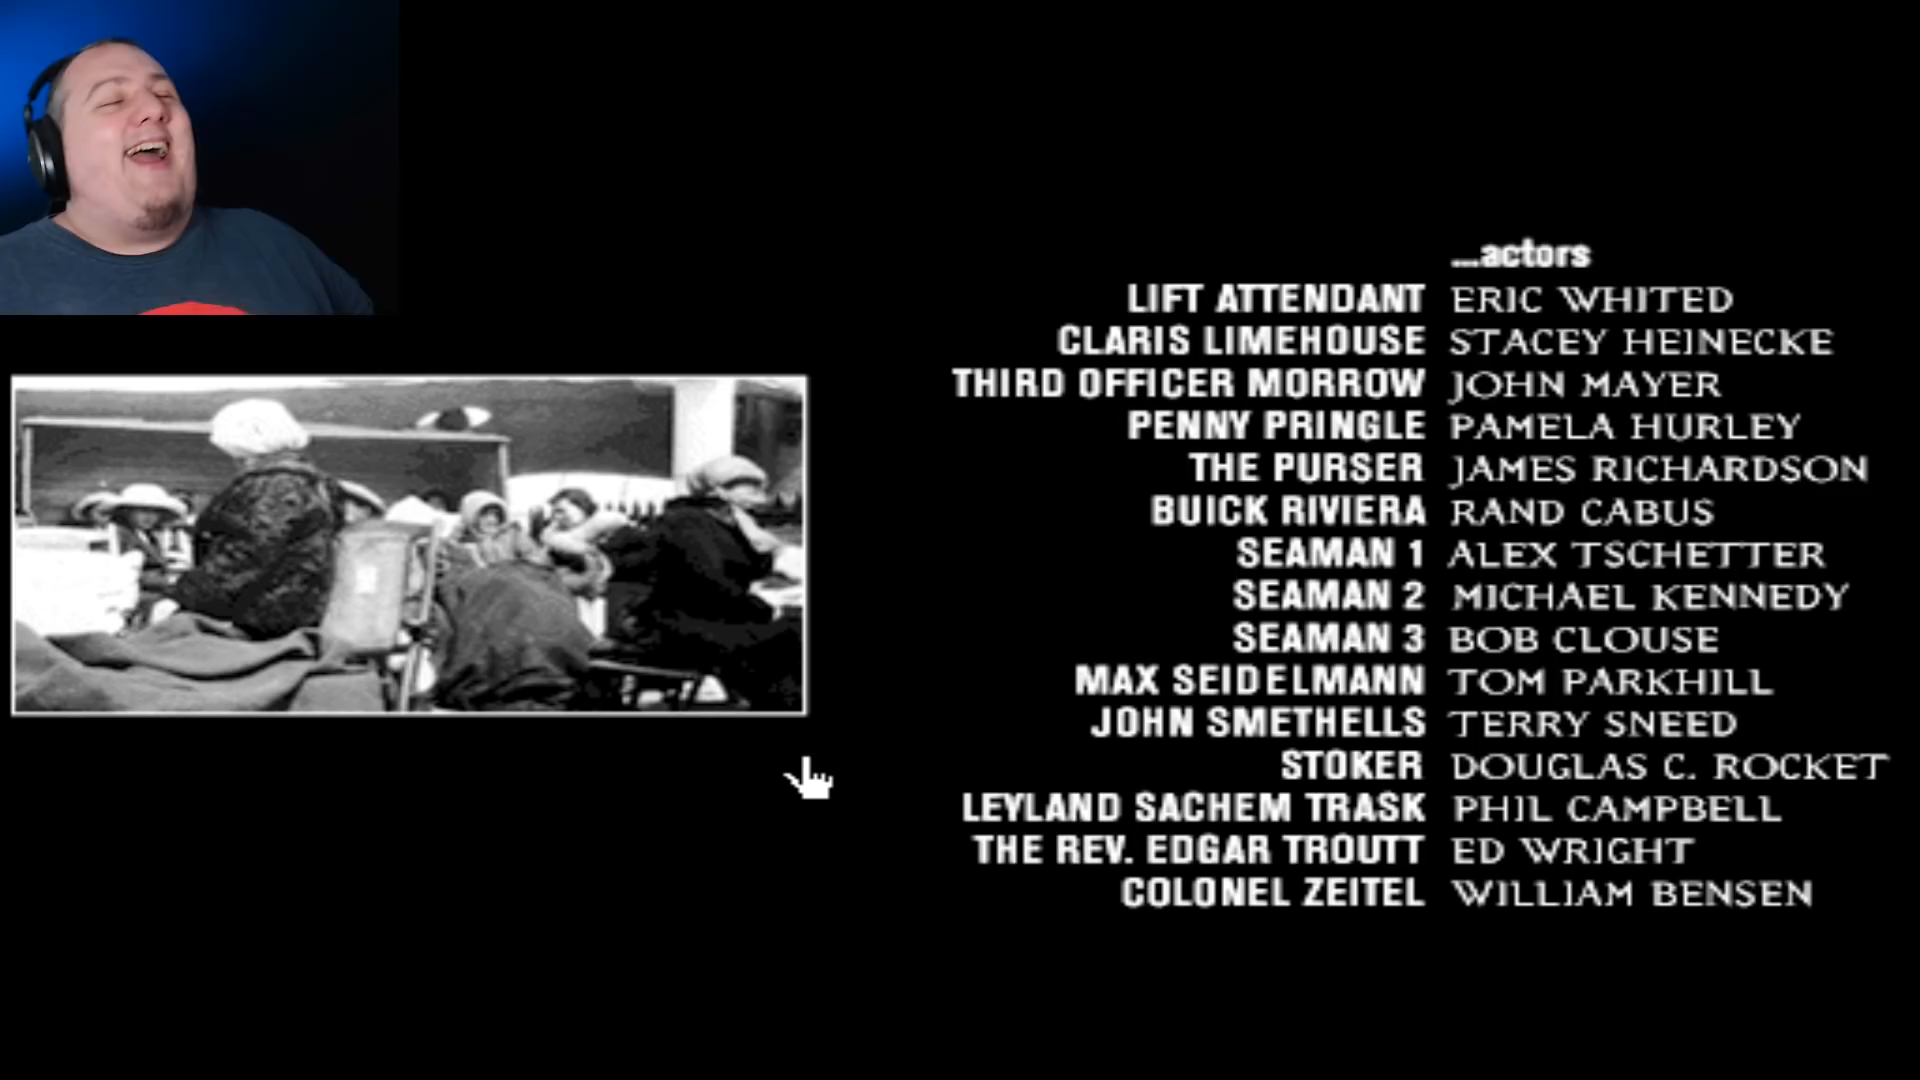 ...actors
LIFT ATTENDANT ERIC WHITED
CLARIS LIMEHOUSE STACEY HEINECKE
THIRD OFFICER MORROW JOHN MAYER
PENNY PRINGLE PAMELA HURLEY
THE PURSER JAMES RICHARDSON
BUICK RIVIERA RAND CABUS
SEAMAN 1 ALEX TSCHETTER
SEAMAN 2 MICHAEL KENNEDY
SEAMAN 3 BOB CLOUSE
MAX SEIDELMANN TOM PARKHILL
JOHN SMETHELLS TERRY SNEED
STOKER DOUGLAS C. ROCKET
LEYLAND SACHEM TRASK PHIL CAMPBELL
THE REV. EDGAR TROUTT ED WRIGHT
COLONEL ZEITEL WILLIAM BENSEN